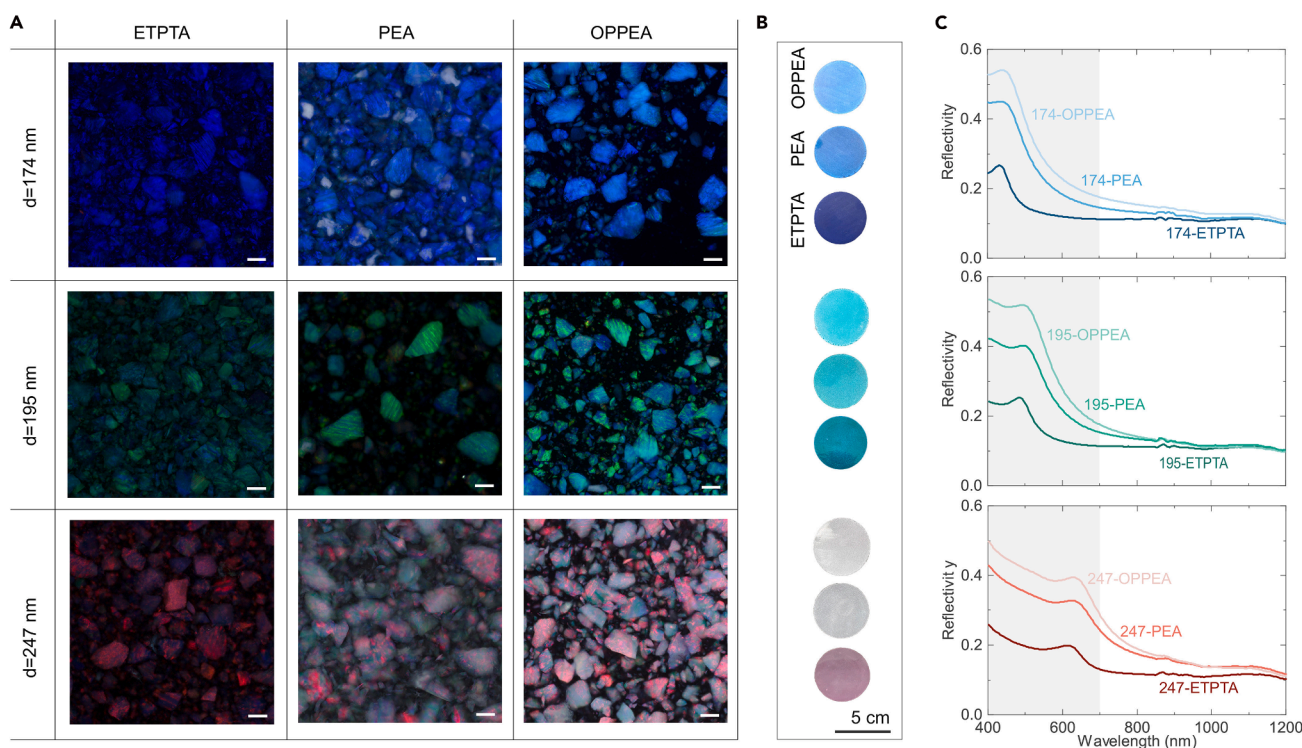 A
ETPTA
PEA
OPPEA
d=174 nm
d=195 nm
d=247 nm
B
OPPEA
PEA
ETPTA
5 cm
C
0.6
0.4
0.2
0.0
Reflectivity
174-OPPEA
174-PEA
174-ETPTA
0.6
0.4
0.2
0.0
Reflectivity
195-OPPEA
195-PEA
195-ETPTA
0.6
0.4
0.2
0.0
Reflectivit y
247-OPPEA
247-PEA
247-ETPTA
400
600
800
1000
1200
Wavelength (nm)